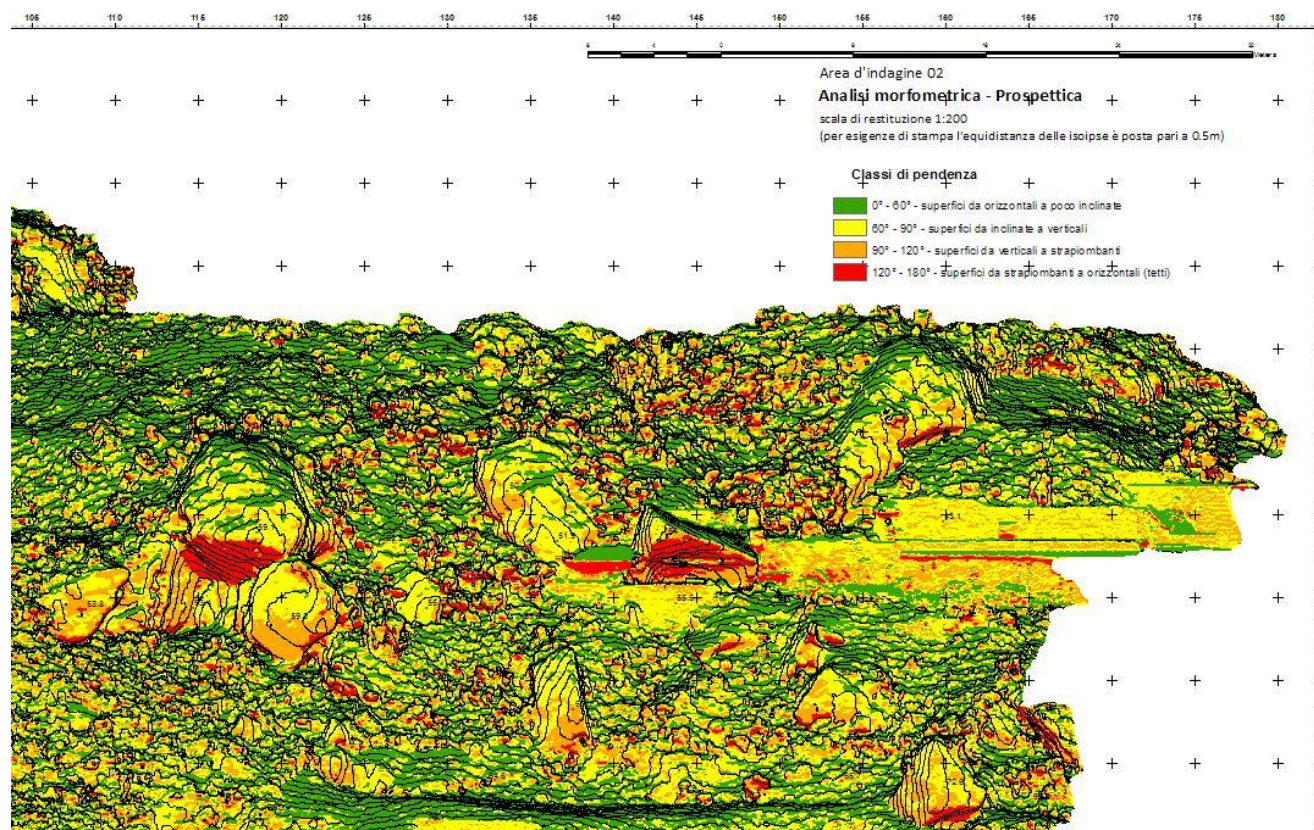 105 110 115 120 125 130 135 140 145 150 155 160 165 170 175 180
Area d'indagine 02
Analisi morfometrica - Prospettica
scala di restituzione 1:200
(per esigenze di stampa l'equidistanza delle isoipse è posta pari a 0.5m)
Classi di pendenza
0° - 60° - superfici da orizzontali a poco inclinate
60° - 90° - superfici da inclinate a verticali
90° - 120° - superfici da verticali a strapiombanti
120° - 180° - superfici da strapiombanti a orizzontali (tetti)